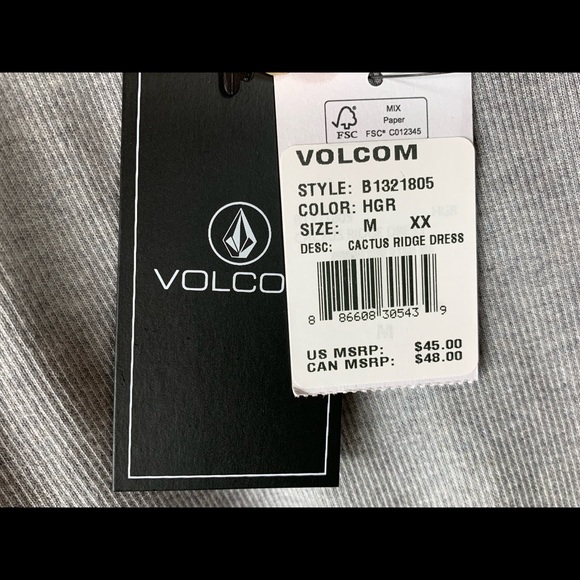 MIX
Paper
FSC
FSC® C012345
VOLCOM
STYLE: B1321805
COLOR: HGR
SIZE: M XX
DESC: CACTUS RIDGE DRESS
8 86608 30543 9
US MSRP: $45.00
CAN MSRP: $48.00
VOLCO